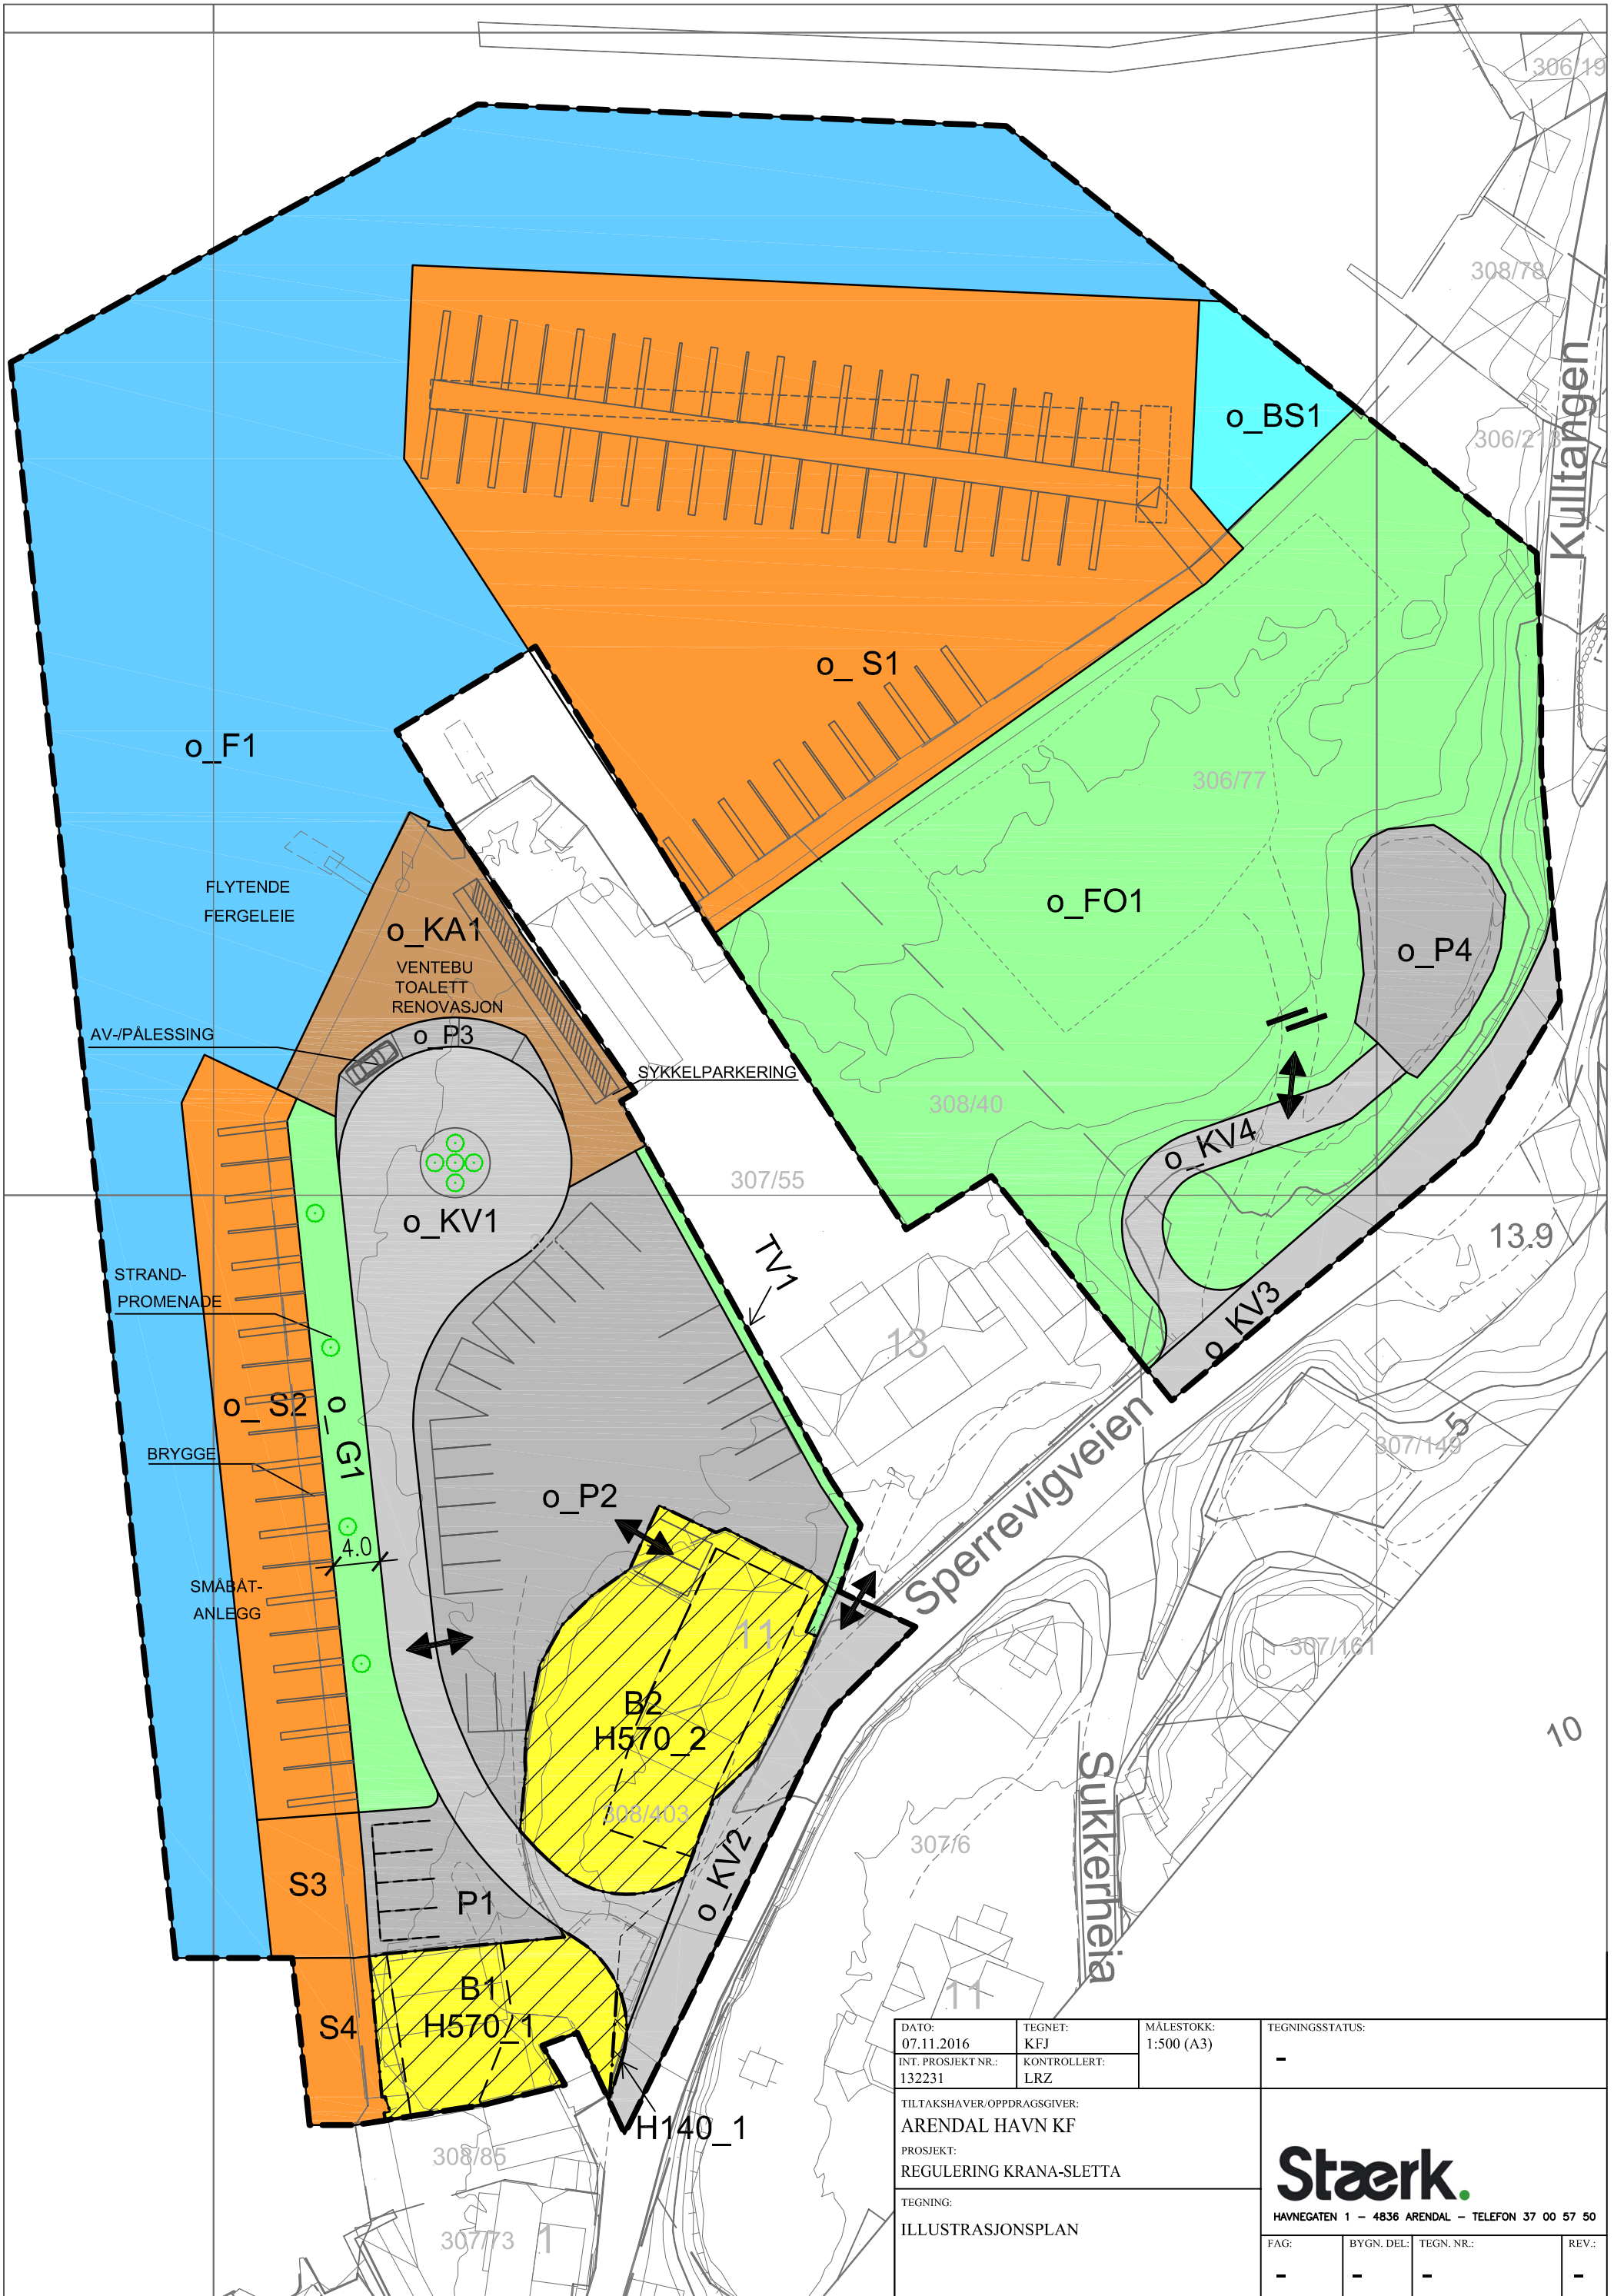 306/19
308/78
Kulltangen
o_BS1
306/218
o_ S1
o_F1
306/77
FLYTENDE
FERGELEIE
o_KA1
VENTEBU
TOALETT
RENOVASJON
o_FO1
o_P4
AV-/PÅLESSING
o_P3
SYKKELPARKERING
308/40
o_KV4
307/55
o_KV1
TV1
13.9
STRAND-
PROMENADE
o_KV3
13
o_ S2
o_G1
BRYGGE
307/149
5
o_P2
Sperrevigveien
4.0
SMÅBÅT-
ANLEGG
11
307/161
B2
H570_2
10
308/403
Sukkerheia
307/6
o_KV2
S3
P1
B1
H570_1
S4
11
H140_1
308/85
307/73
1
DATO:
07.11.2016
TEGNET:
KFJ
MÅLESTOKK:
1:500 (A3)
TEGNINGSSTATUS:
-
INT. PROSJEKT NR.:
132231
KONTROLLERT:
LRZ
TILTAKSHAVER/OPPDRAGSGIVER:
ARENDAL HAVN KF
PROSJEKT:
REGULERING KRANA-SLETTA
TEGNING:
ILLUSTRASJONSPLAN
Stærk.
HAVNEGATEN 1 – 4836 ARENDAL – TELEFON 37 00 57 50
FAG:
-
BYGN. DEL:
-
TEGN. NR.:
-
REV.:
-